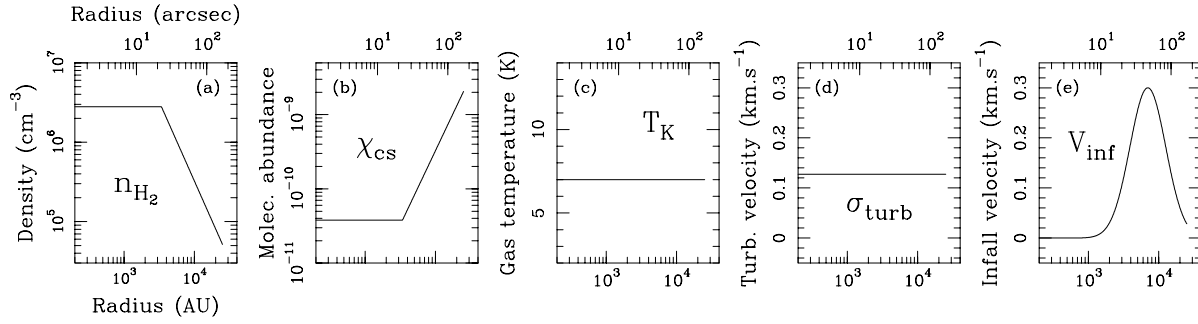 Radius (arcsec)
10^1 10^2
10^7
10^6
10^5
Density (cm^-3)
(a)
n_H2
10^3 10^4
Radius (AU)
10^1 10^2
10^-9
10^-10
10^-11
Molec. abundance
(b)
χ_cs
10^1 10^2
10
5
Gas temperature (K)
(c)
T_K
10^3 10^4
10^1 10^2
0.3
0.2
0.1
0
Turb. velocity (km.s^-1)
(d)
σ_turb
10^3 10^4
10^1 10^2
0.3
0.2
0.1
0
Infall velocity (km.s^-1)
(e)
V_inf
10^3 10^4